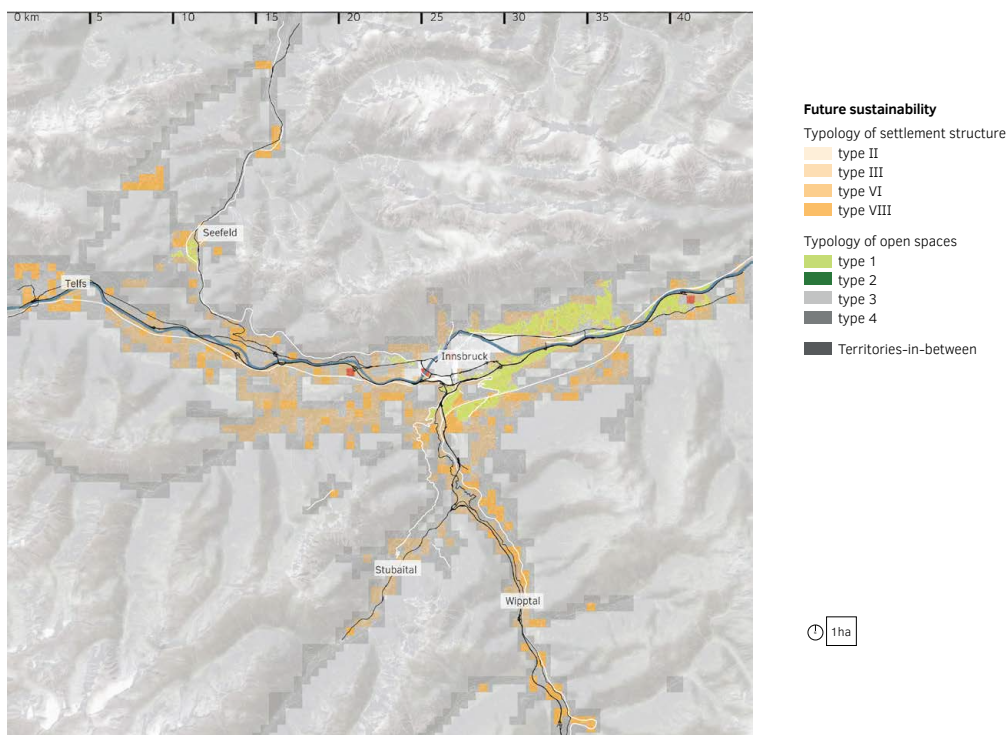 0 km 5 10 15 20 25 30 35 40
Seefeld
Telfs
Innsbruck
Stubaital
Wipptal
Future sustainability
Typology of settlement structure
type II
type III
type VI
type VIII
Typology of open spaces
type 1
type 2
type 3
type 4
Territories-in-between
1ha